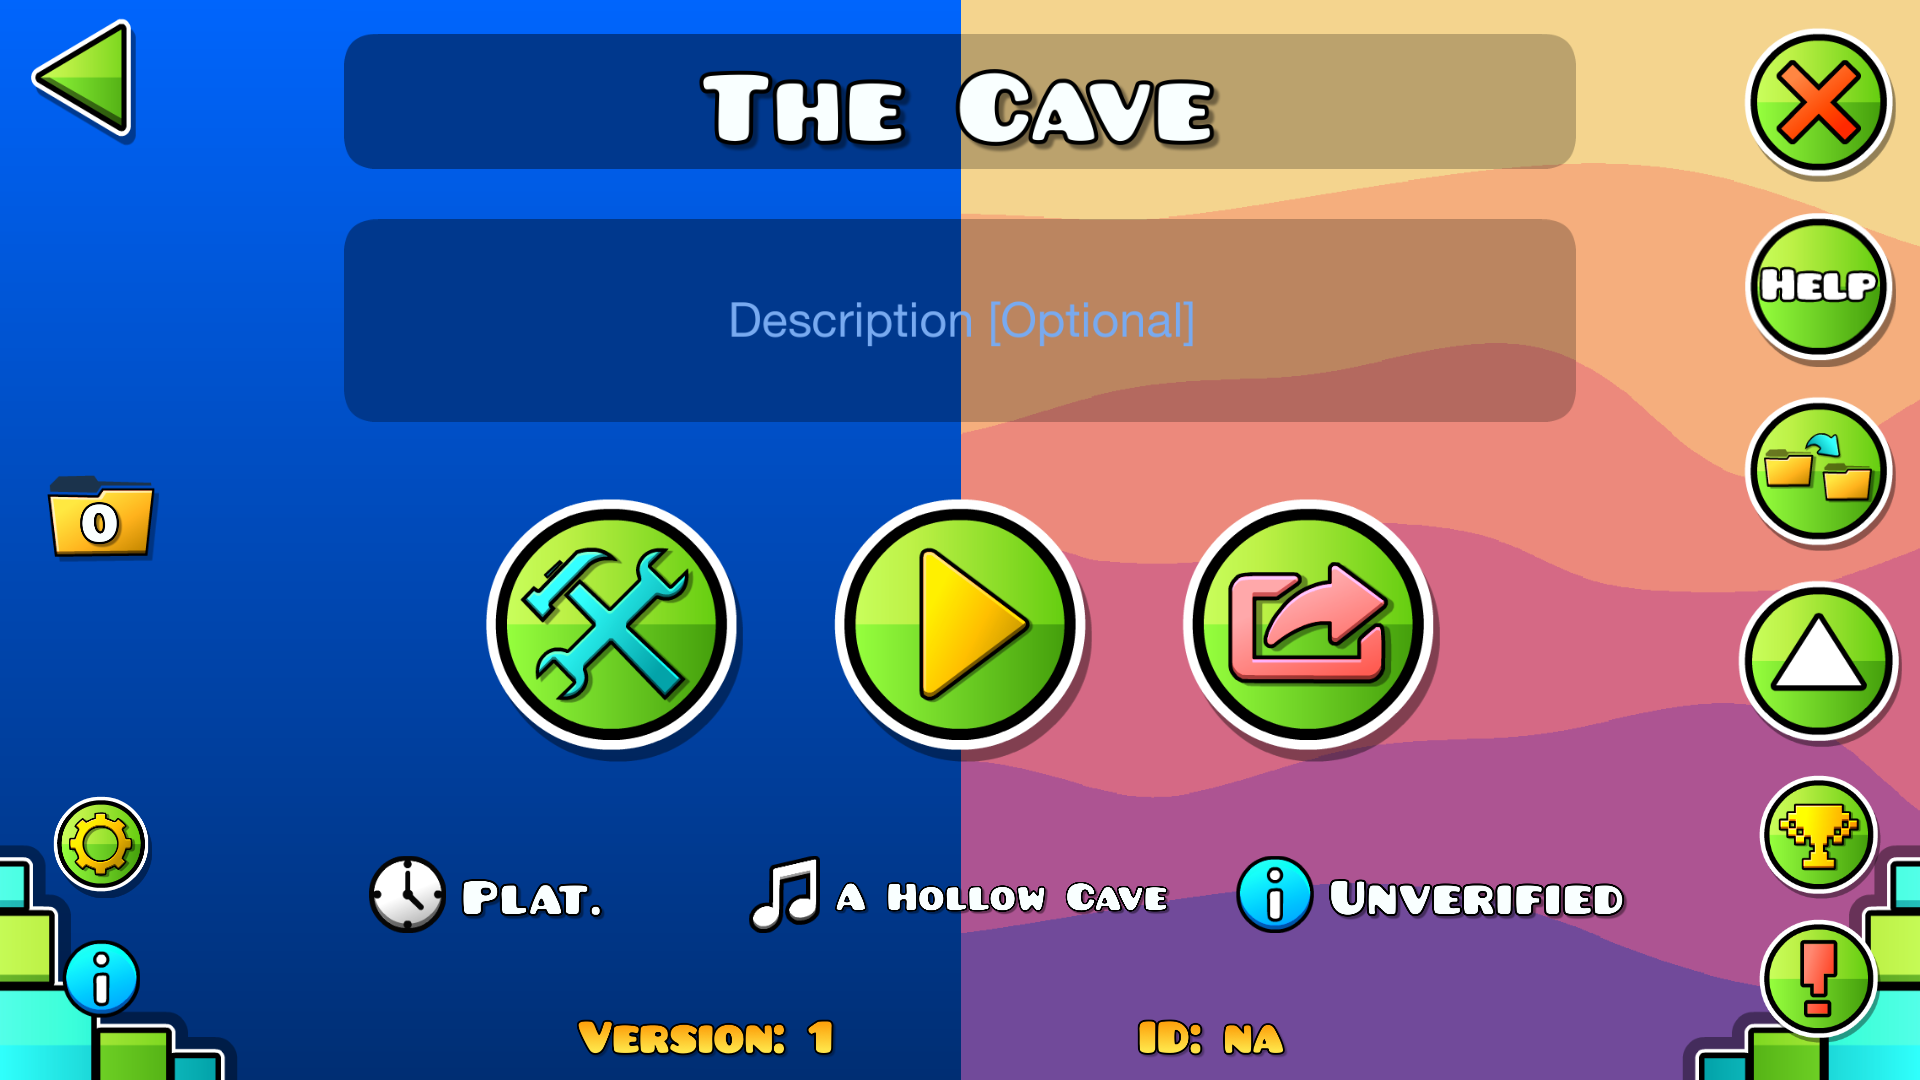 The Cave
Description [Optional]
Help
0
Plat.
A Hollow Cave
Unverified
Version: 1
ID: na